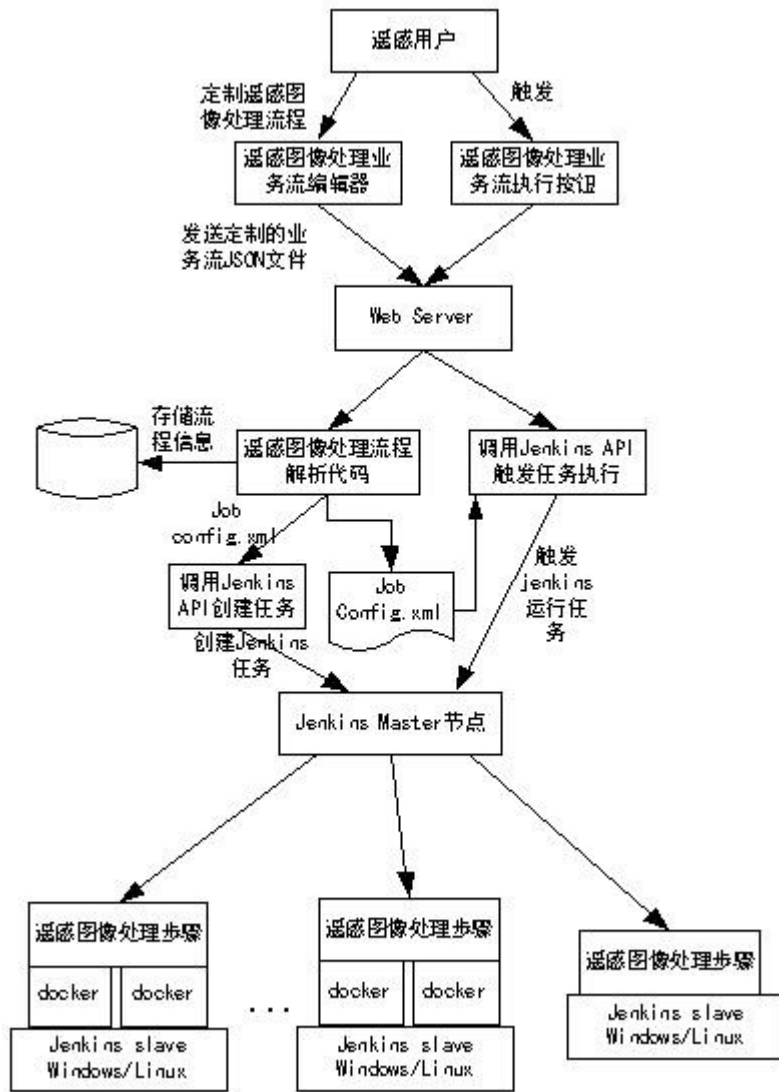 遥感用户
定制遥感图
像处理流程
触发
遥感图像处理业
务流编辑器
遥感图像处理业
务流执行按钮
发送定制的业
务流JSON文件
Web Server
存储流
程信息
遥感图像处理流程
解析代码
调用Jenkins API
触发任务执行
Job
config.xml
调用Jenkins
API创建任务
Job
Config.xml
触发
jenkins
运行任
务
创建Jenkins
任务
Jenkins Master节点
遥感图像处理步骤
docker
docker
Jenkins slave
Windows/Linux
...
遥感图像处理步骤
docker
docker
Jenkins slave
Windows/Linux
遥感图像处理步骤
Jenkins slave
Windows/Linux